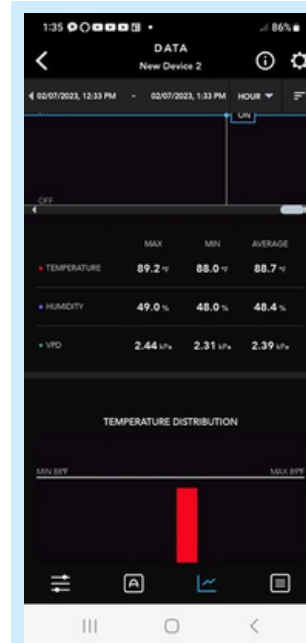 1:35 86%
DATA
New Device 2
02/07/2023, 12:33 PM - 02/07/2023, 1:33 PM HOUR
ON
OFF
MAX MIN AVERAGE
TEMPERATURE 89.2 °F 88.0 °F 88.7 °F
HUMIDITY 49.0 % 48.0 % 48.4 %
VPD 2.44 kPa 2.31 kPa 2.39 kPa
TEMPERATURE DISTRIBUTION
MIN 88°F MAX 89°F
A